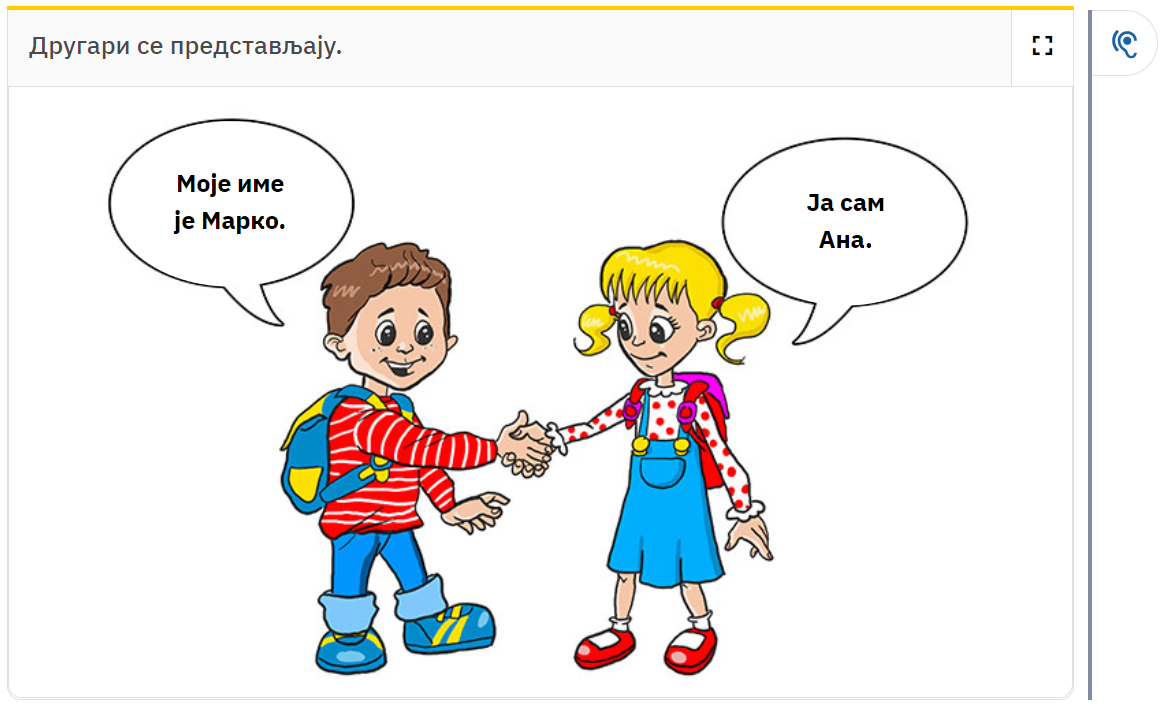 Другари се представљају.
Моје име
је Марко.
Ја сам
Ана.